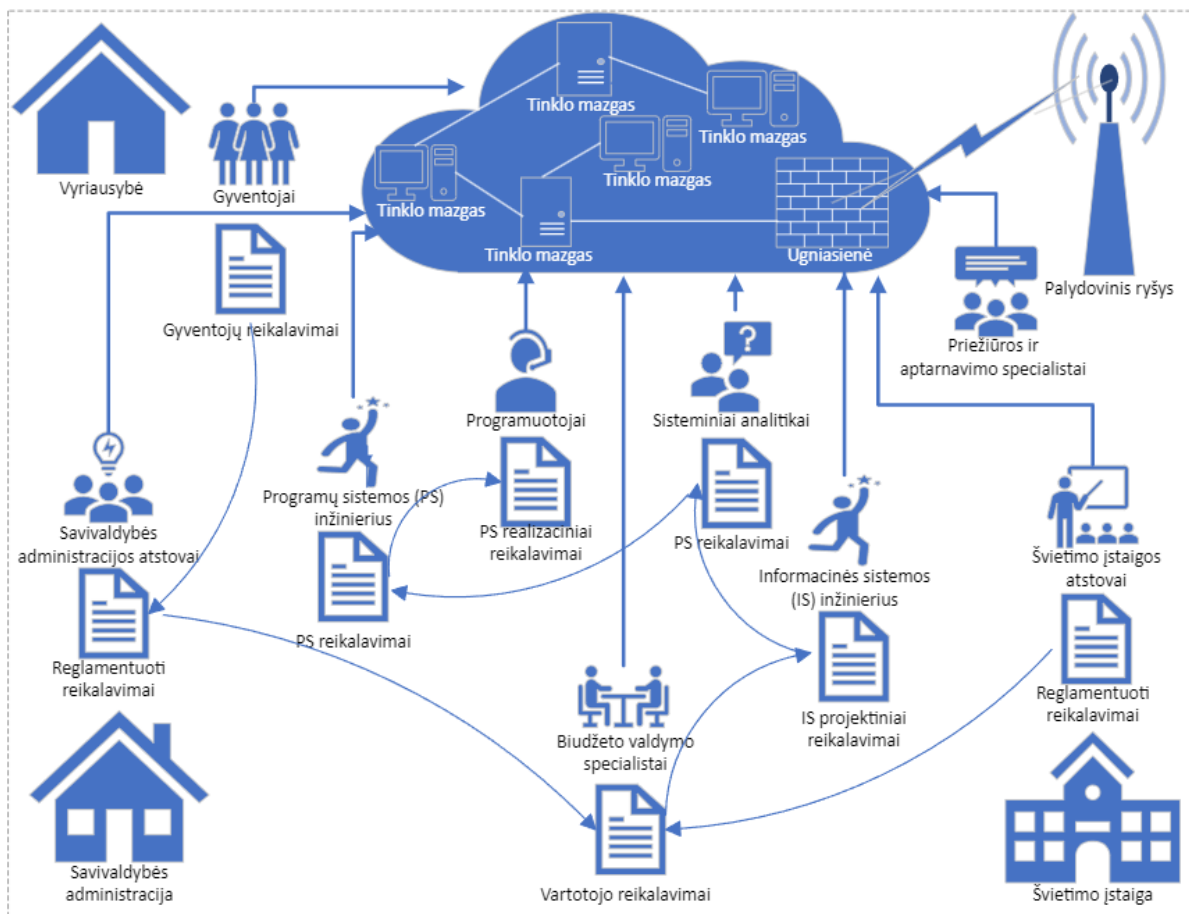 Tinklo mazgas
Tinklo mazgas
Tinklo mazgas
Tinklo mazgas
Tinklo mazgas
Ugniasienė
Vyriausybė
Gyventojai
Palydovinis ryšys
Gyventojų reikalavimai
Priežiūros ir
aptarnavimo specialistai
Programuotojai
Sisteminiai analitikai
Programų sistemos (PS)
inžinierius
Savivaldybės
administracijos atstovai
PS realizaciniai
reikalavimai
PS reikalavimai
Informacinės sistemos
(IS) inžinierius
Švietimo įstaigos
atstovai
PS reikalavimai
Reglamentuoti
reikalavimai
IS projektiniai
reikalavimai
Reglamentuoti
reikalavimai
Biudžeto valdymo
specialistai
Savivaldybės
administracija
Vartotojo reikalavimai
Švietimo įstaiga